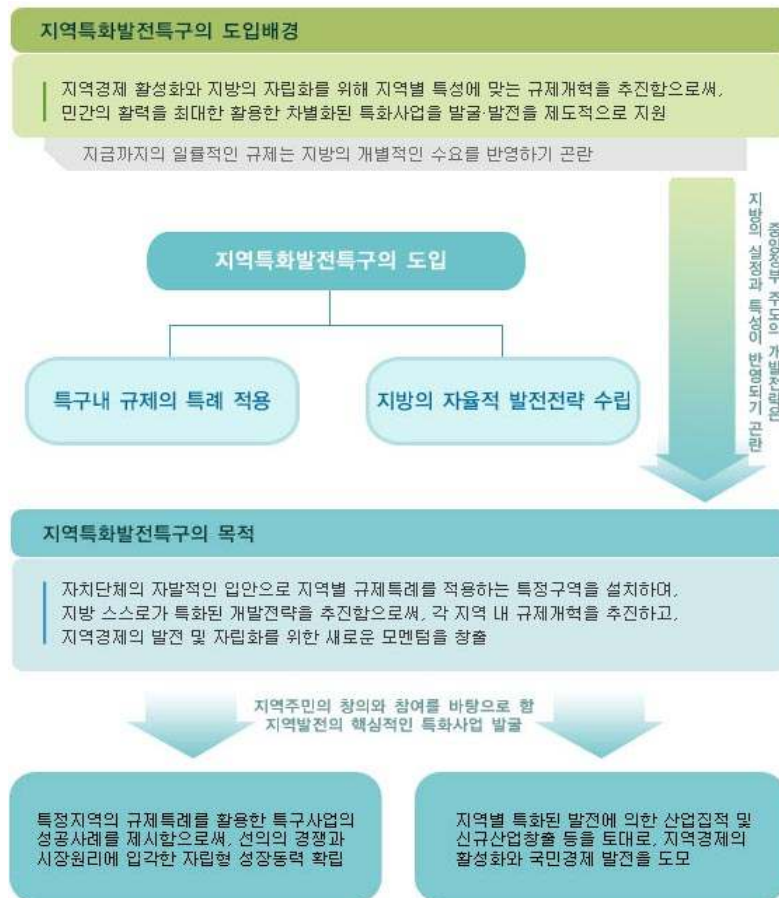 지역특화발전특구의 도입배경
지역경제 활성화와 지방의 자립화를 위해 지역별 특성에 맞는 규제개혁을 추진함으로써,
민간의 활력을 최대한 활용한 차별화된 특화사업을 발굴·발전을 제도적으로 지원
지금까지의 일률적인 규제는 지방의 개별적인 수요를 반영하기 곤란
중앙정부 주도의 개발전략은
지방의 실정과 특성이 반영되기 곤란
지역특화발전특구의 도입
특구내 규제의 특례 적용
지방의 자율적 발전전략 수립
지역특화발전특구의 목적
자치단체의 자발적인 입안으로 지역별 규제특례를 적용하는 특정구역을 설치하며,
지방 스스로가 특화된 개발전략을 추진함으로써, 각 지역 내 규제개혁을 추진하고,
지역경제의 발전 및 자립화를 위한 새로운 모멘텀을 창출
지역주민의 창의와 참여를 바탕으로 함
지역발전의 핵심적인 특화사업 발굴
특정지역의 규제특례를 활용한 특구사업의
성공사례를 제시함으로써, 선의의 경쟁과
시장원리에 입각한 자립형 성장동력 확립
지역별 특화된 발전에 의한 산업집적 및
신규산업창출 등을 토대로, 지역경제의
활성화와 국민경제 발전을 도모